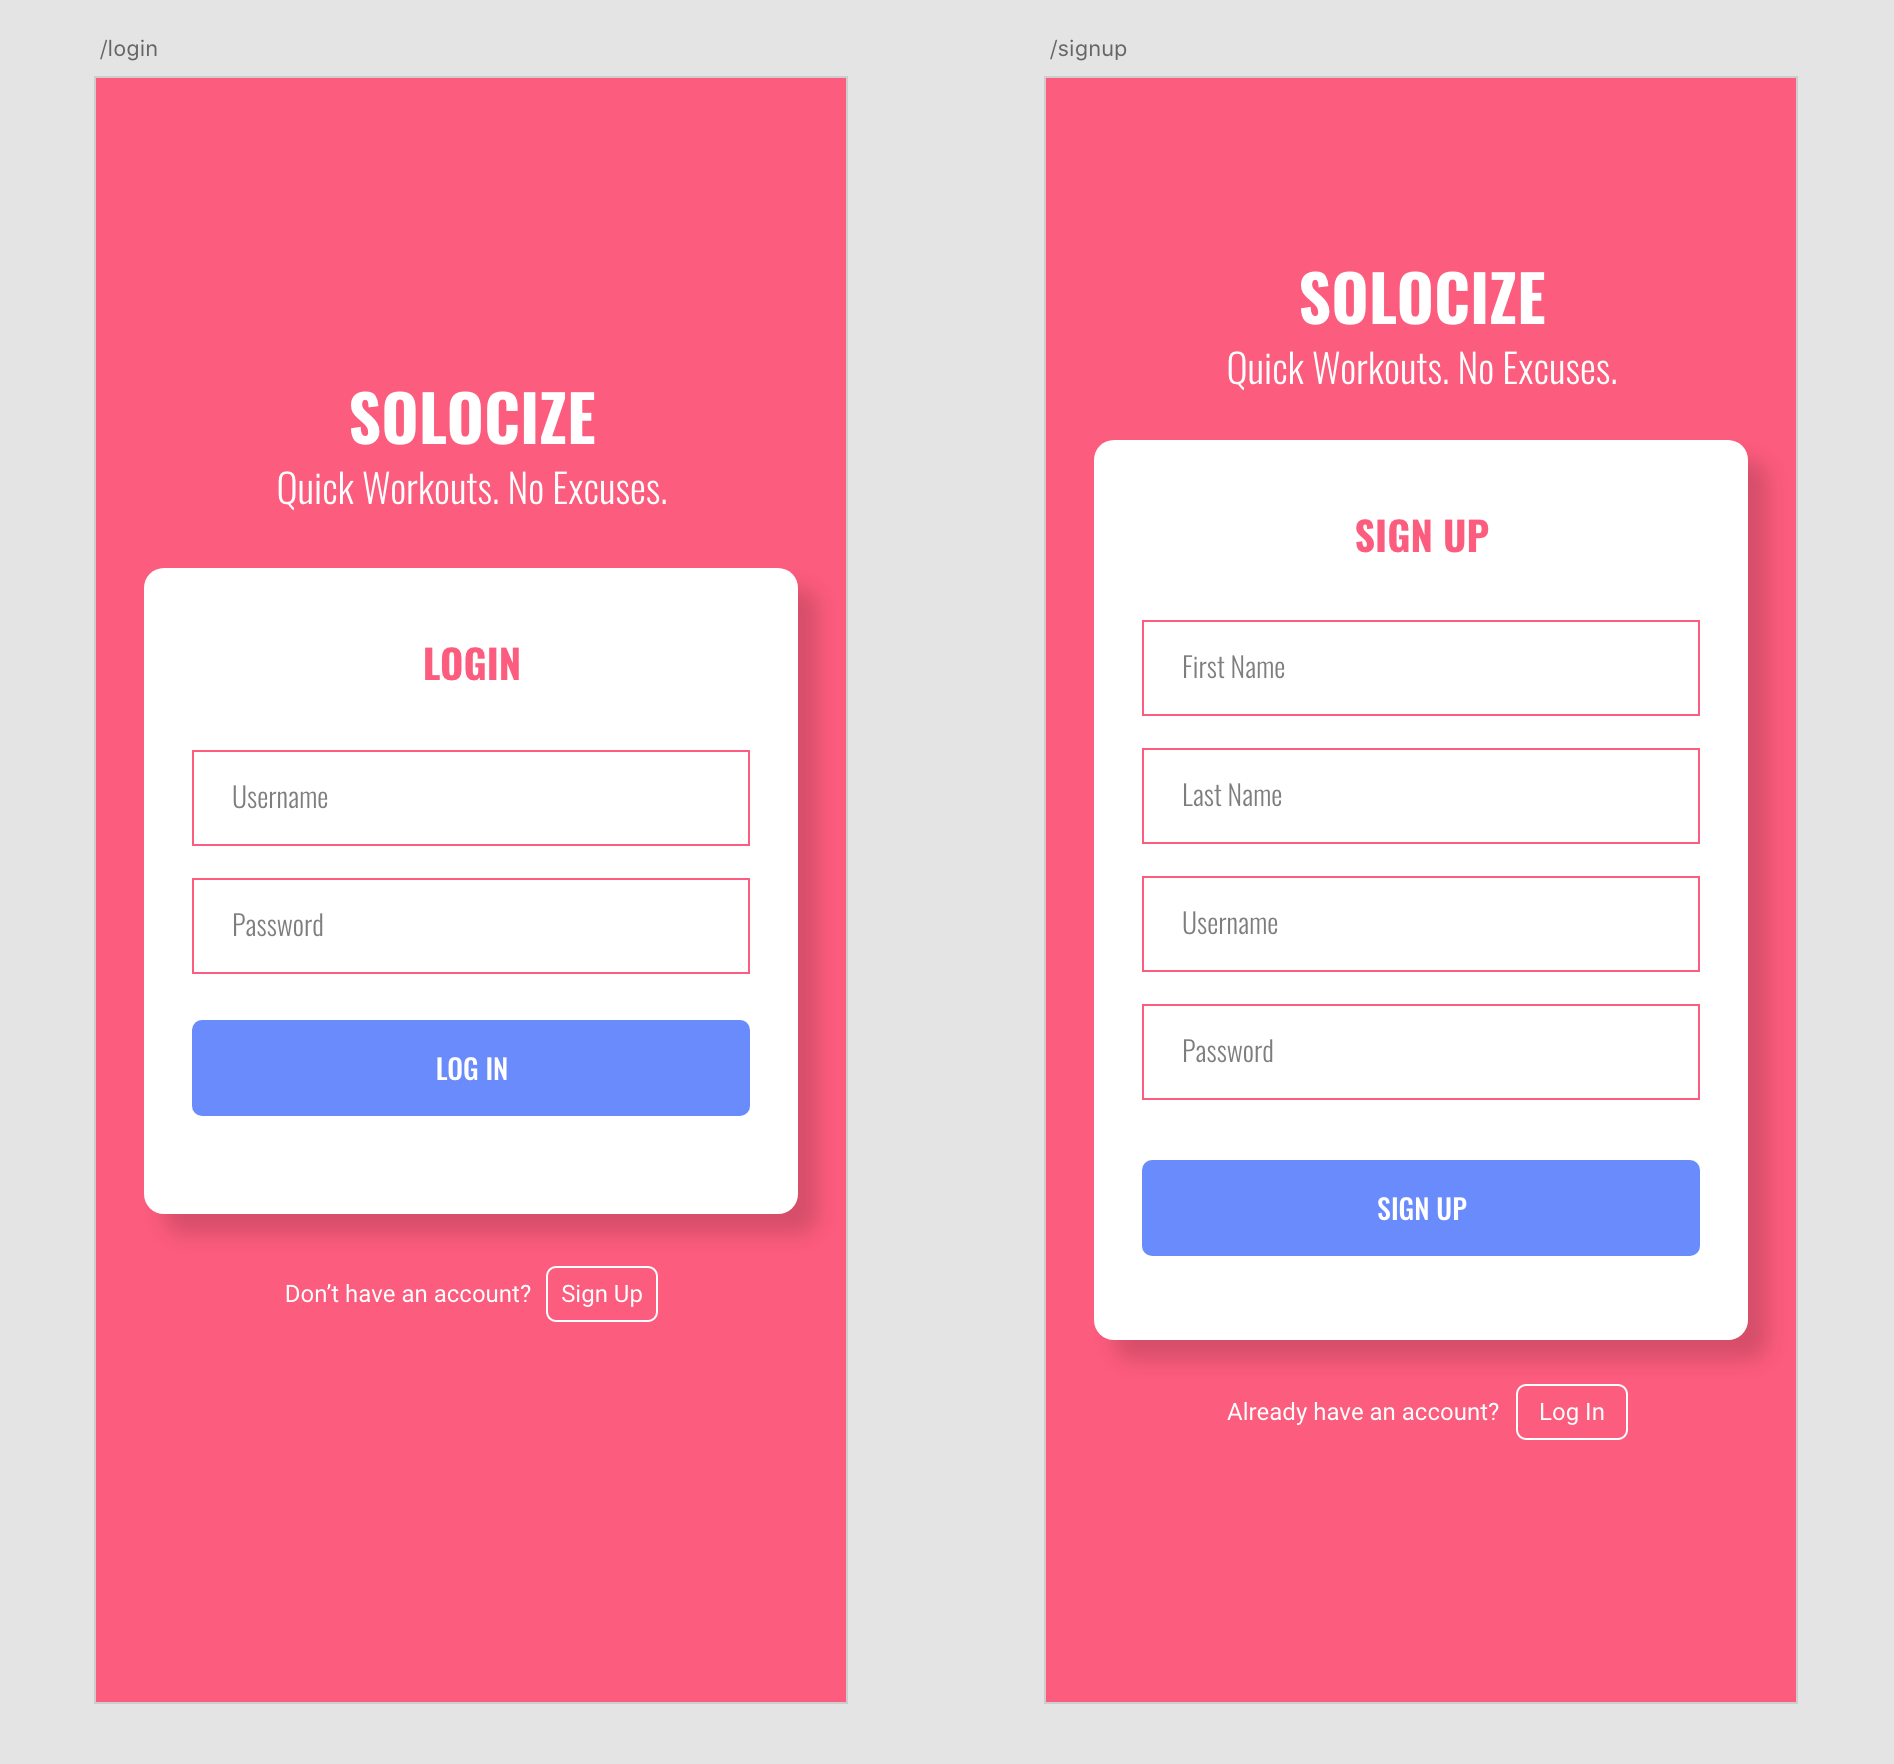 /login
SOLOCIZE
Quick Workouts. No Excuses.
LOGIN
Username
Password
LOG IN
Don’t have an account? Sign Up
/signup
SOLOCIZE
Quick Workouts. No Excuses.
SIGN UP
First Name
Last Name
Username
Password
SIGN UP
Already have an account? Log In